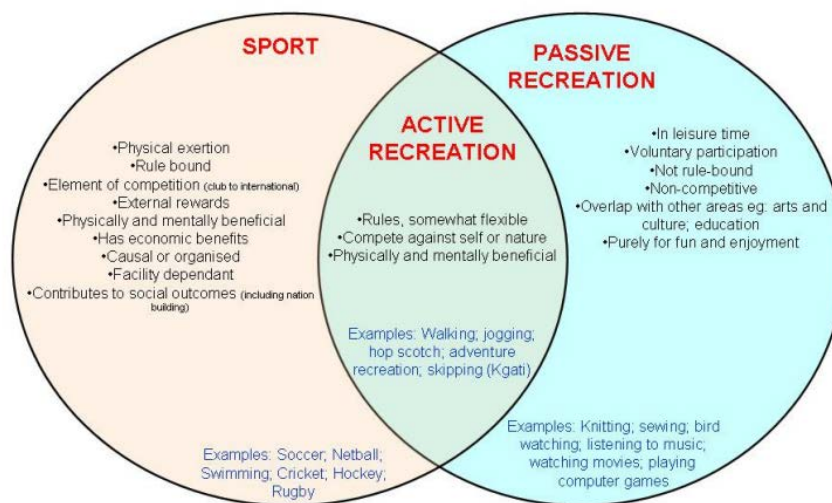 SPORT
•Physical exertion
•Rule bound
•Element of competition (club to international)
•External rewards
•Physically and mentally beneficial
•Has economic benefits
•Causal or organised
•Facility dependant
•Contributes to social outcomes (including nation
building)
Examples: Soccer; Netball;
Swimming; Cricket; Hockey;
Rugby
ACTIVE
RECREATION
•Rules, somewhat flexible
•Compete against self or nature
•Physically and mentally beneficial
Examples: Walking; jogging;
hop scotch; adventure
recreation; skipping (Kgati)
PASSIVE
RECREATION
•In leisure time
•Voluntary participation
•Not rule-bound
•Non-competitive
•Overlap with other areas eg: arts and
culture; education
•Purely for fun and enjoyment
Examples: Knitting; sewing; bird
watching; listening to music;
watching movies; playing
computer games